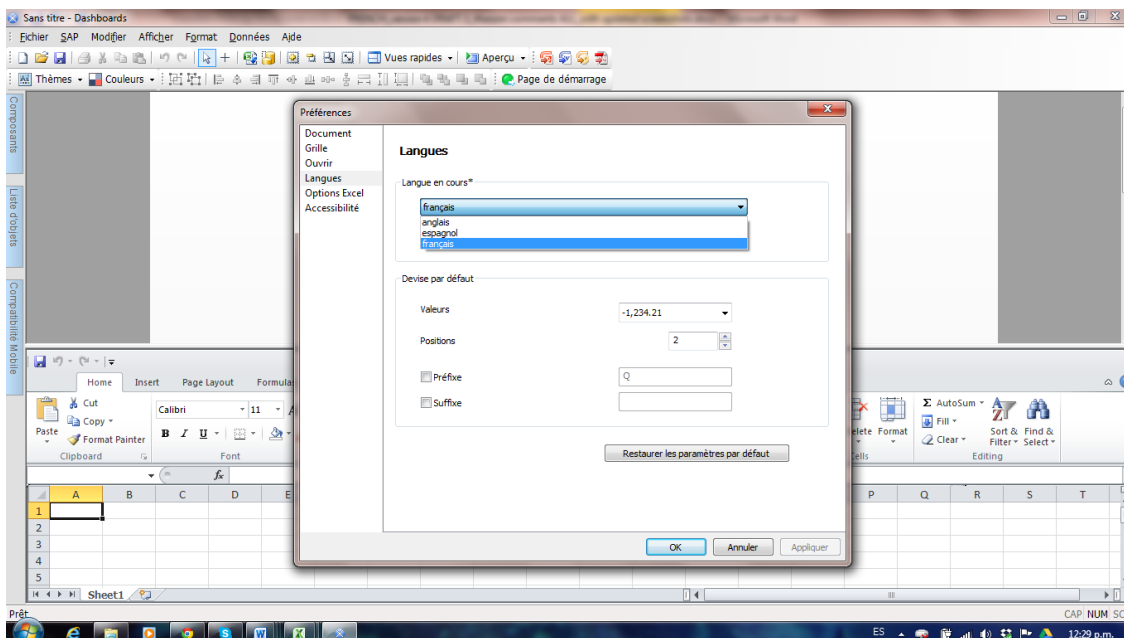 Sans titre - Dashboards
Fichier SAP Modifier Afficher Format Données Aide
Vues rapides Aperçu
Thèmes Couleurs Page de démarrage
Composants
Liste d'objets
Compatibilité Mobile
Préférences
Document
Grille
Ouvrir
Langues
Options Excel
Accessibilité
Langues
Langue en cours*
français
anglais
espagnol
français
Devise par défaut
Valeurs -1,234.21
Positions 2
Préfixe Q
Suffixe
Restaurer les paramètres par défaut
OK Annuler Appliquer
Home Insert Page Layout Formula
Cut
Copy
Format Painter
Paste
Clipboard
Calibri 11 A
B I U
Font
Format
Σ AutoSum
Fill
Clear
Sort & Filter
Find & Select
Editing
fx
A B C D E P Q R S T
1
2
3
4
5
Sheet1
Prêt CAP NUM SC
ES 12:29 p.m.